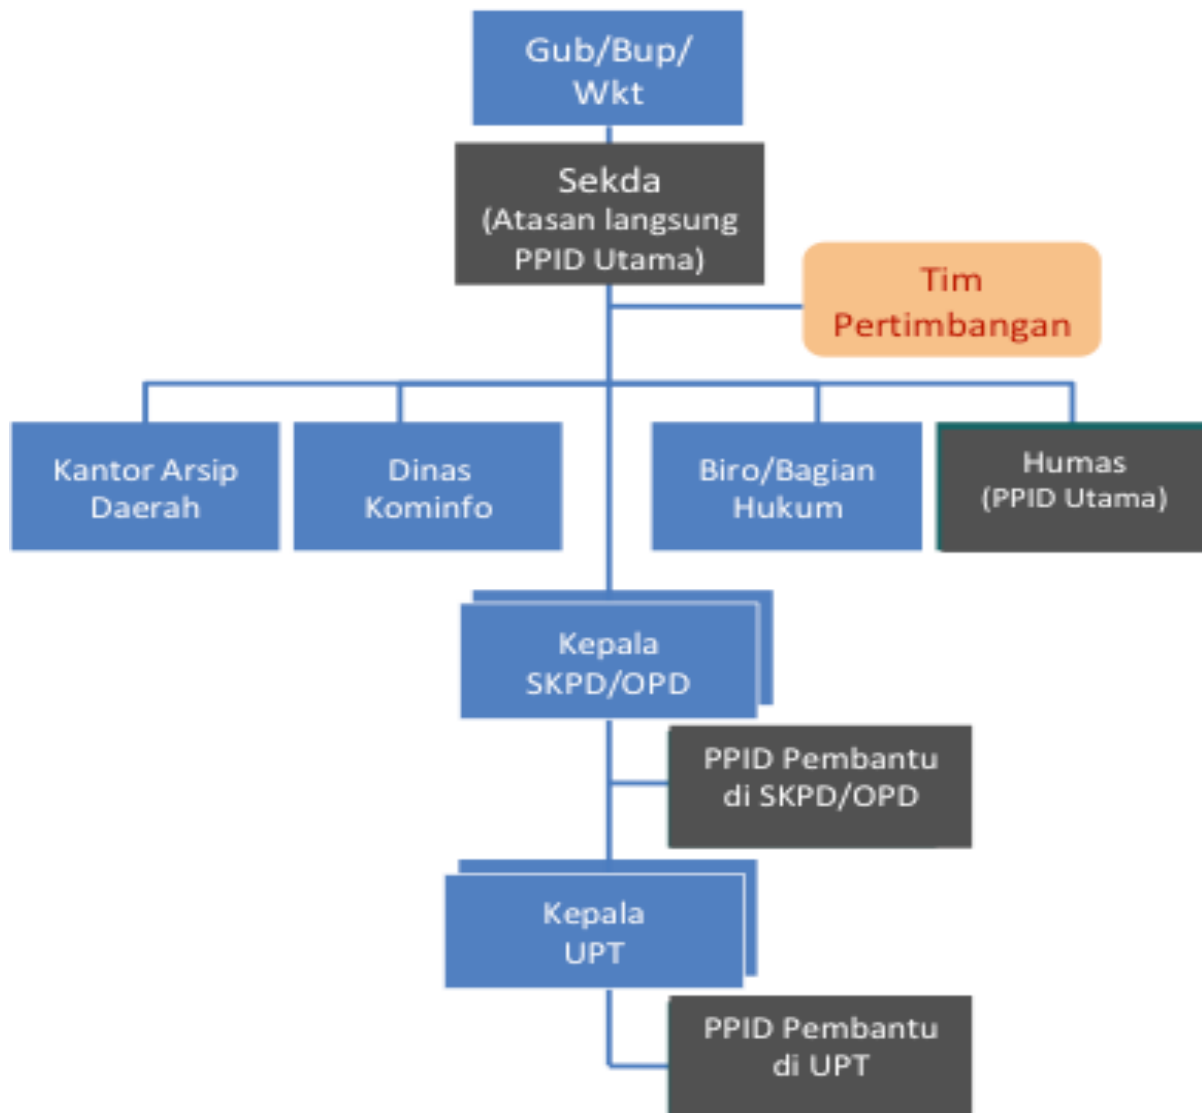 Gub/Bup/
Wkt
Sekda
(Atasan langsung
PPID Utama)
Tim
Pertimbangan
Kantor Arsip
Daerah
Dinas
Kominfo
Biro/Bagian
Hukum
Humas
(PPID Utama)
Kepala
SKPD/OPD
PPID Pembantu
di SKPD/OPD
Kepala
UPT
PPID Pembantu
di UPT